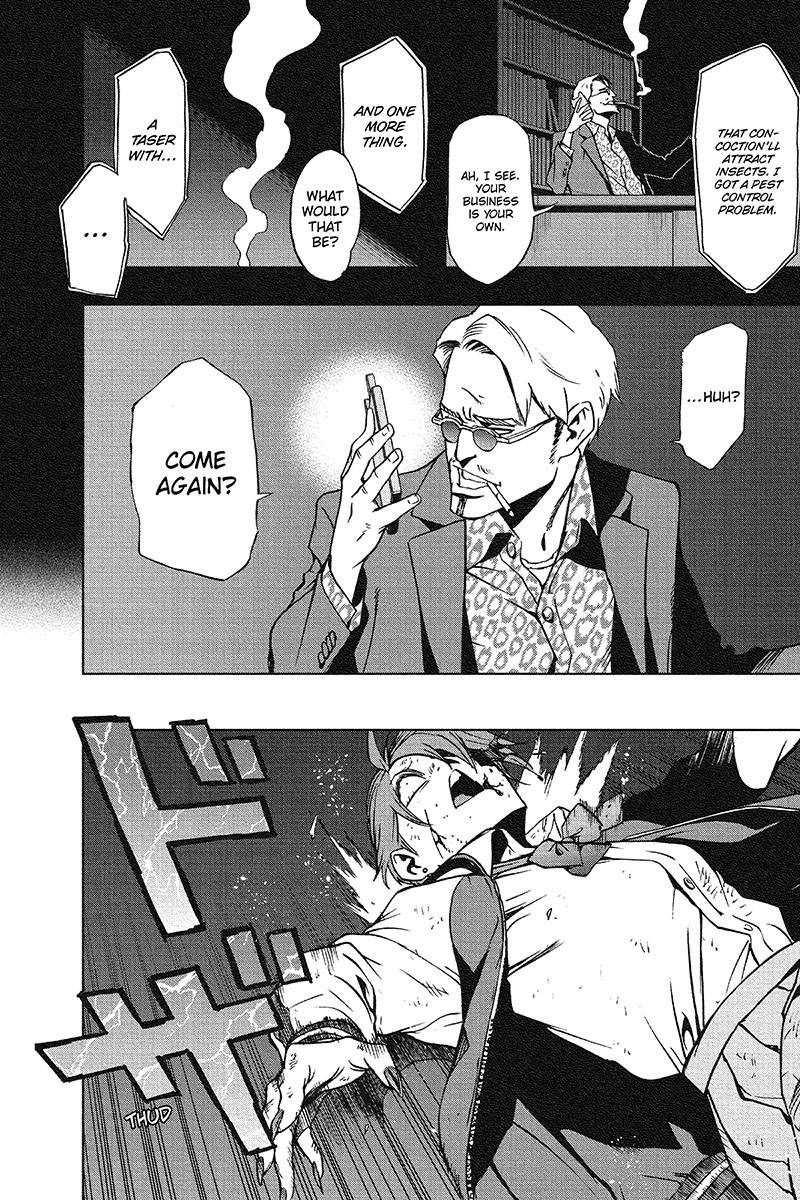 THAT CON-
COCTION'LL
ATTRACT
INSECTS. I
GOT A PEST
CONTROL
PROBLEM.
AH, I SEE.
YOUR
BUSINESS
IS YOUR
OWN.
AND ONE
MORE
THING.
WHAT
WOULD
THAT
BE?
A
TASER
WITH...
...
...HUH?
COME
AGAIN?
ドザ
THUD